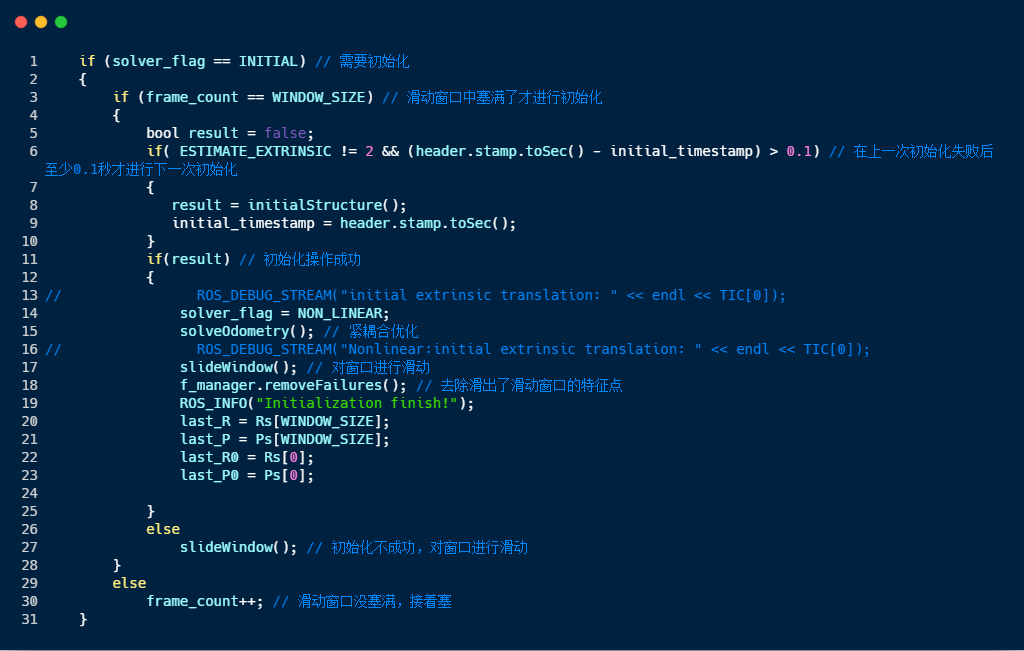 1     if (solver_flag == INITIAL) // 需要初始化
2     {
3         if (frame_count == WINDOW_SIZE) // 滑动窗口中塞满了才进行初始化
4         {
5             bool result = false;
6             if( ESTIMATE_EXTRINSIC != 2 && (header.stamp.toSec() - initial_timestamp) > 0.1) // 在上一次初始化失败后
至少0.1秒才进行下一次初始化
7             {
8                result = initialStructure();
9                initial_timestamp = header.stamp.toSec();
10             }
11             if(result) // 初始化操作成功
12             {
13 //                ROS_DEBUG_STREAM("initial extrinsic translation: " << endl << TIC[0]);
14                 solver_flag = NON_LINEAR;
15                 solveOdometry(); // 紧耦合优化
16 //                ROS_DEBUG_STREAM("Nonlinear:initial extrinsic translation: " << endl << TIC[0]);
17                 slideWindow(); // 对窗口进行滑动
18                 f_manager.removeFailures(); // 去除滑出了滑动窗口的特征点
19                 ROS_INFO("Initialization finish!");
20                 last_R = Rs[WINDOW_SIZE];
21                 last_P = Ps[WINDOW_SIZE];
22                 last_R0 = Rs[0];
23                 last_P0 = Ps[0];
24
25             }
26             else
27                 slideWindow(); // 初始化不成功，对窗口进行滑动
28         }
29         else
30             frame_count++; // 滑动窗口没塞满，接着塞
31     }